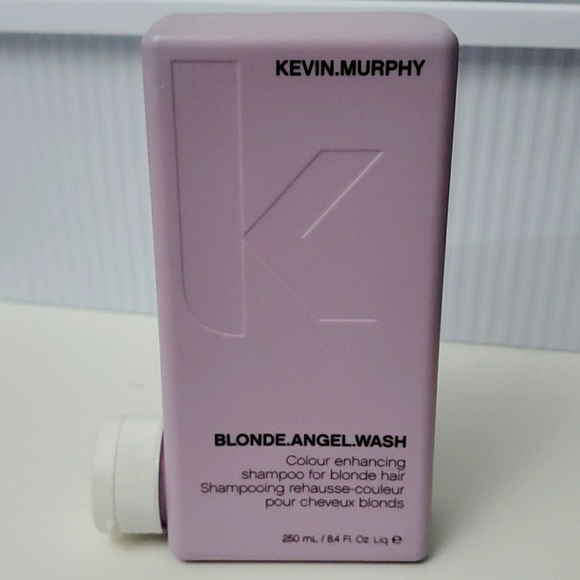 KEVIN.MURPHY
BLONDE.ANGEL.WASH
Colour enhancing
shampoo for blonde hair
Shampooing rehausse-couleur
pour cheveux blonds
250 mL / 8.4 Fl. Oz. Liq. e